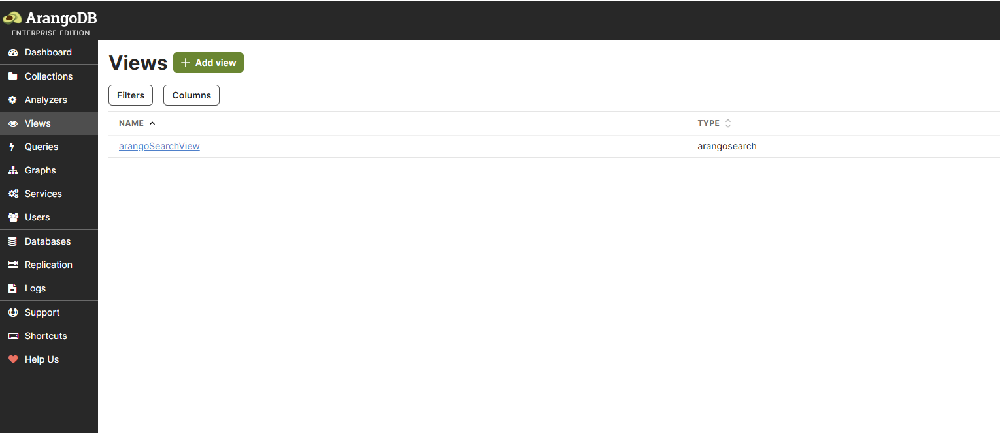 ArangoDB
ENTERPRISE EDITION
Dashboard
Collections
Analyzers
Views
Queries
Graphs
Services
Users
Databases
Replication
Logs
Support
Shortcuts
Help Us
Views + Add view
Filters Columns
NAME TYPE
arangoSearchView arangosearch